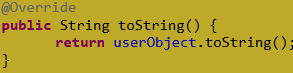 @Override
public String toString() {
return userObject.toString();
}